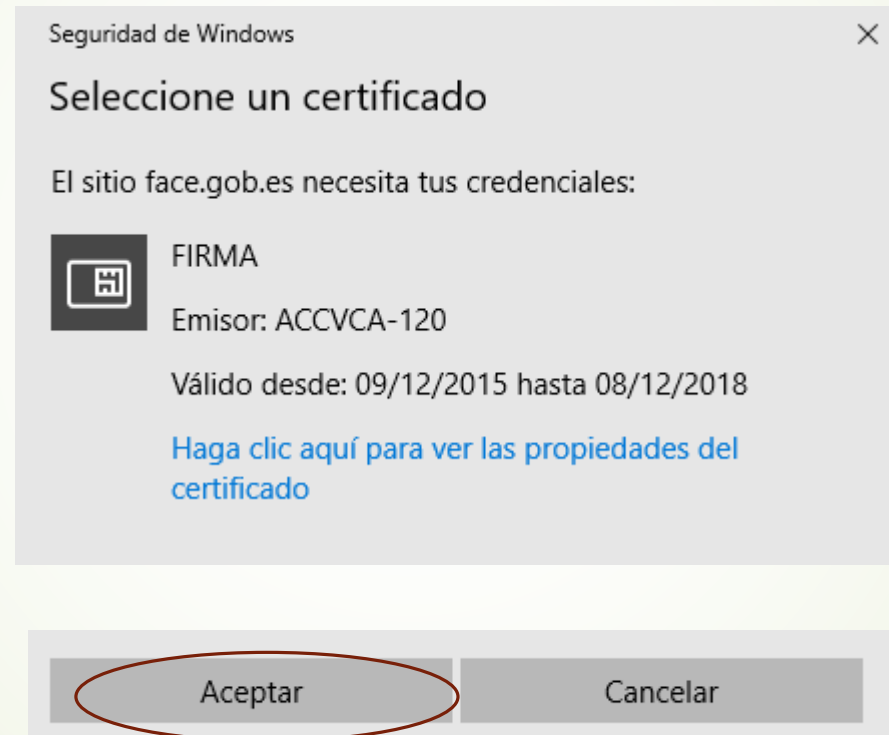 Seguridad de Windows
Seleccione un certificado
El sitio face.gob.es necesita tus credenciales:
FIRMA
Emisor: ACCVCA-120
Válido desde: 09/12/2015 hasta 08/12/2018
Haga clic aquí para ver las propiedades del
certificado
Aceptar
Cancelar